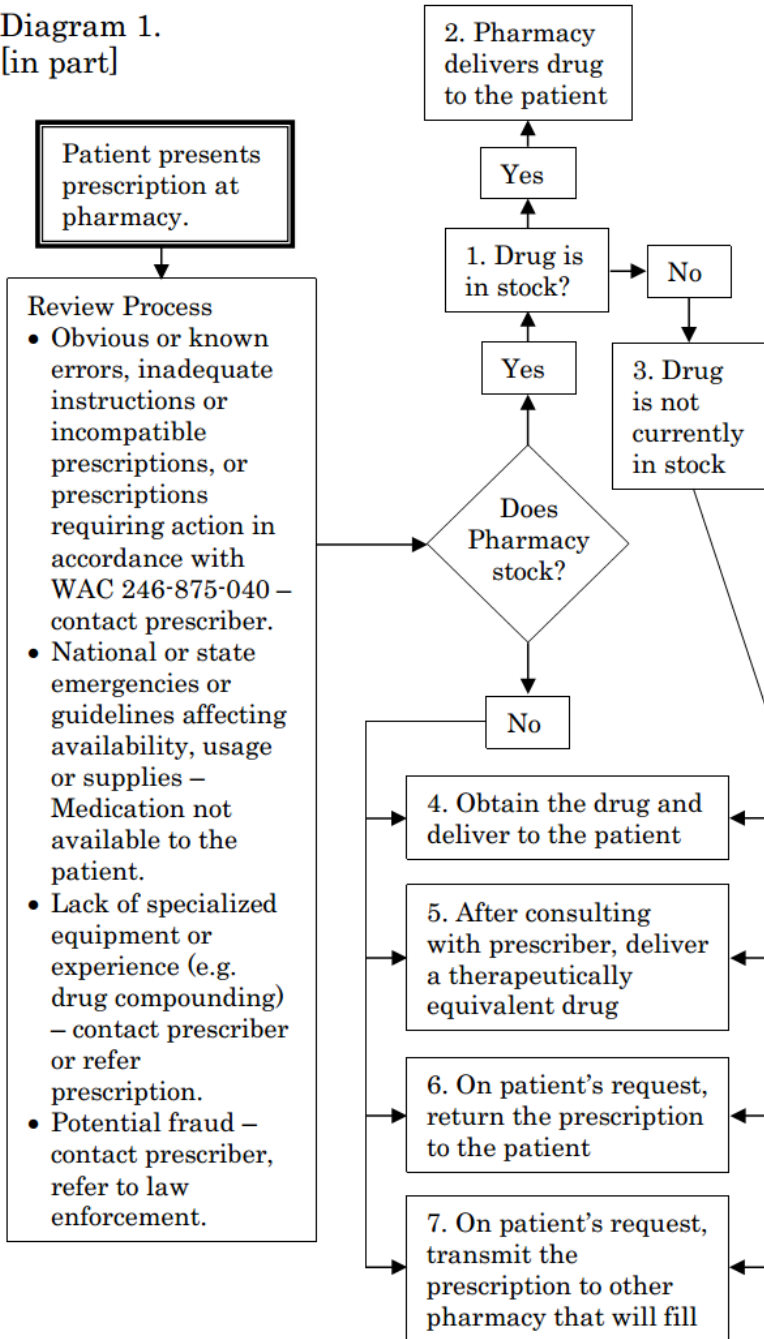 Diagram 1.
[in part]
Patient presents
prescription at
pharmacy.
Review Process
• Obvious or known
errors, inadequate
instructions or
incompatible
prescriptions, or
prescriptions
requiring action in
accordance with
WAC 246-875-040 –
contact prescriber.
• National or state
emergencies or
guidelines affecting
availability, usage
or supplies –
Medication not
available to the
patient.
• Lack of specialized
equipment or
experience (e.g.
drug compounding)
– contact prescriber
or refer
prescription.
• Potential fraud –
contact prescriber,
refer to law
enforcement.
2. Pharmacy
delivers drug
to the patient
Yes
1. Drug is
in stock?
No
Yes
3. Drug
is not
currently
in stock
Does
Pharmacy
stock?
No
4. Obtain the drug and
deliver to the patient
5. After consulting
with prescriber, deliver
a therapeutically
equivalent drug
6. On patient’s request,
return the prescription
to the patient
7. On patient’s request,
transmit the
prescription to other
pharmacy that will fill